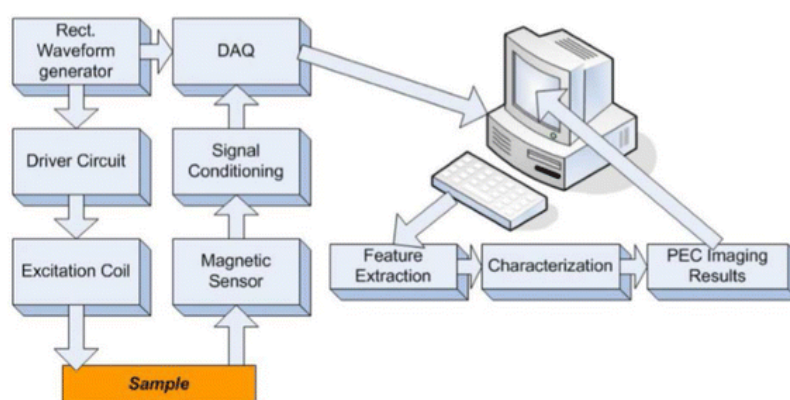 Rect.
Waveform
generator
DAQ
Driver Circuit
Signal
Conditioning
Excitation Coil
Magnetic
Sensor
Feature
Extraction
Characterization
PEC Imaging
Results
Sample